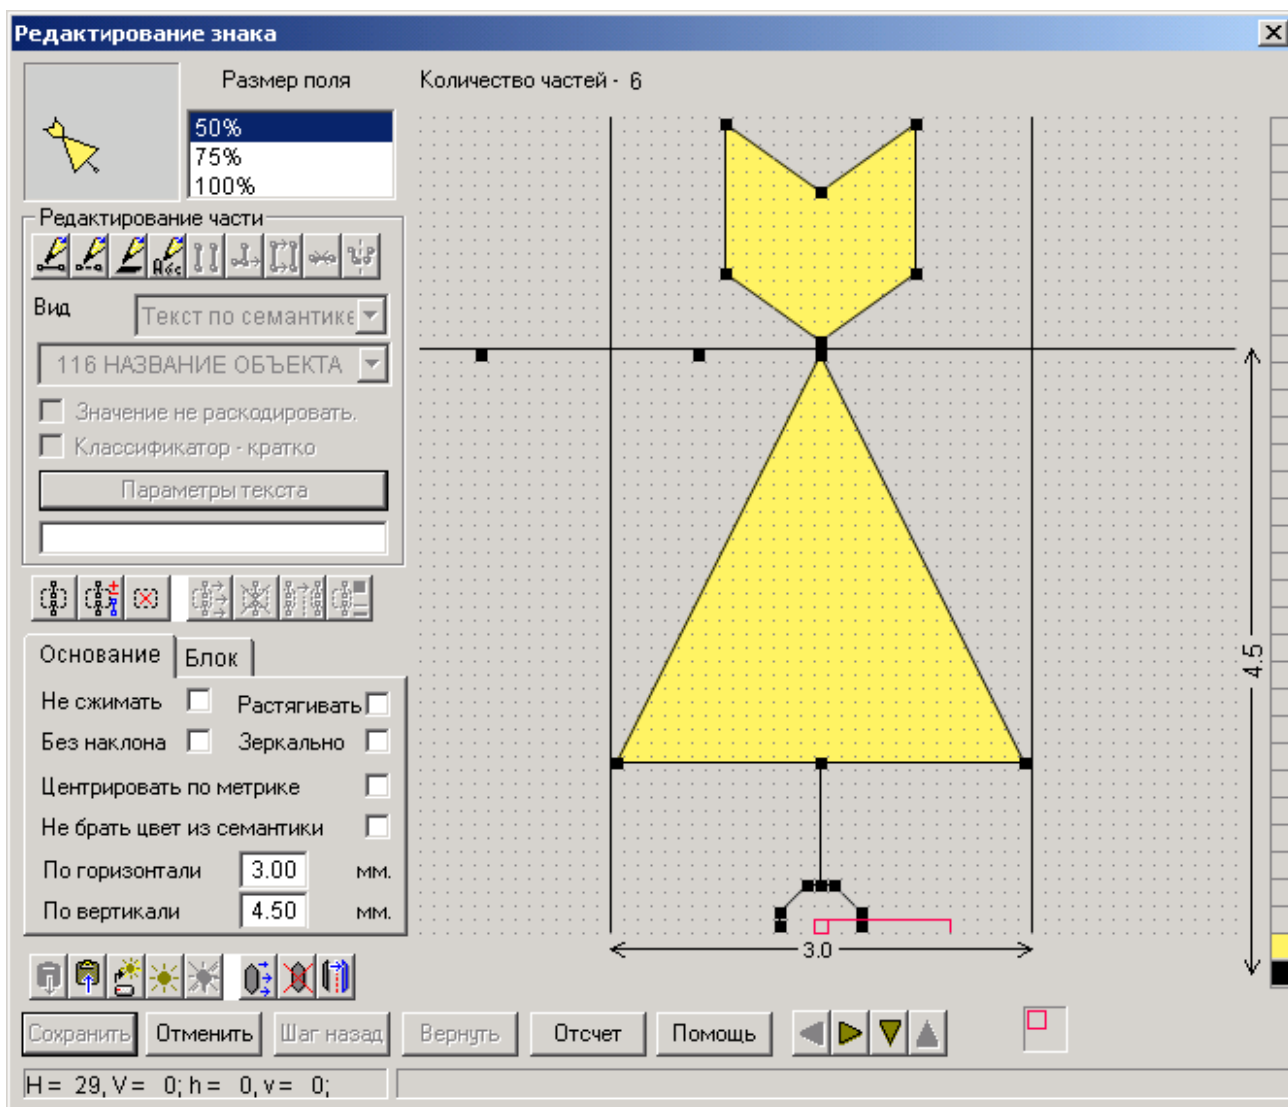 Редактирование знака
Размер поля
Количество частей - 6
50%
75%
100%
Редактирование части
Абс
Вид
Текст по семантике
116 НАЗВАНИЕ ОБЪЕКТА
Значение не раскодировать.
Классификатор - кратко
Параметры текста
4.5
Основание
Блок
Не сжимать
Растягивать
Без наклона
Зеркально
Центрировать по метрике
Не брать цвет из семантики
По горизонтали 3.00 мм.
По вертикали 4.50 мм.
3.0
Сохранить Отменить Шаг назад Вернуть Отсчет Помощь
H = 29, V = 0; h = 0, v = 0;